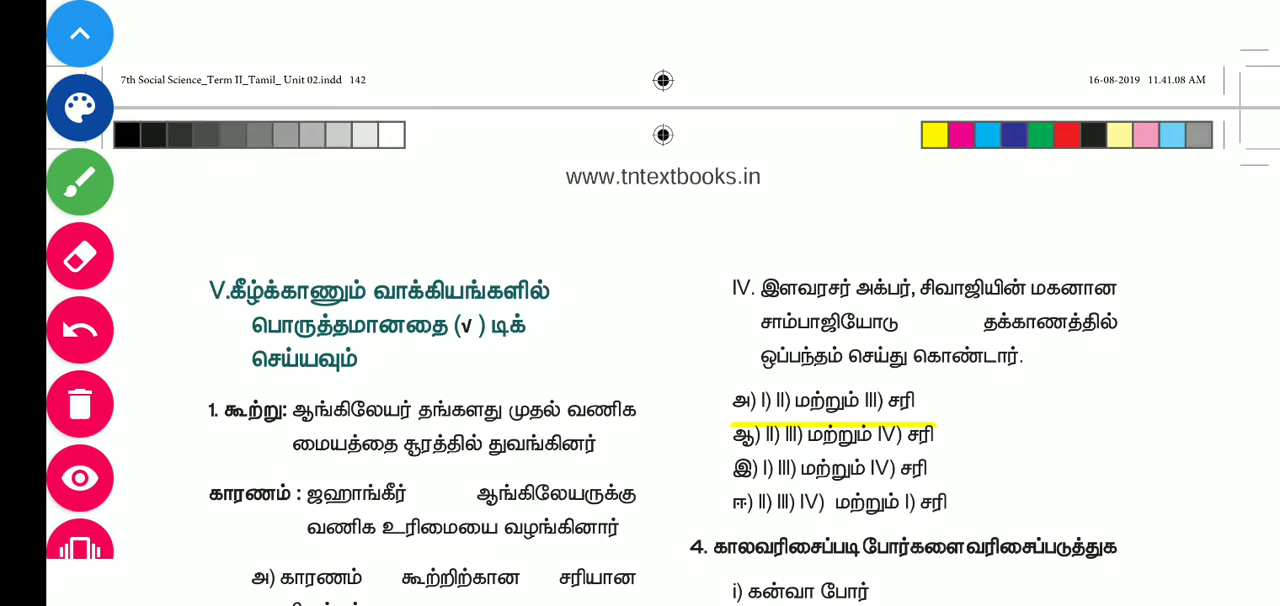 7th Social Science_Term II_Tamil_ Unit 02.indd 142
16-08-2019 11.41.08 AM
www.tntextbooks.in
V.கீழ்க்காணும் வாக்கியங்களில்
பொருத்தமானதை (√ ) டிக்
செய்யவும்
1. கூற்று: ஆங்கிலேயர் தங்களது முதல் வணிக
மையத்தை சூரத்தில் துவங்கினர்
காரணம் : ஜஹாங்கீர் ஆங்கிலேயருக்கு
வணிக உரிமையை வழங்கினார்
அ) காரணம் கூற்றிற்கான சரியான
IV. இளவரசர் அக்பர், சிவாஜியின் மகனான
சாம்பாஜியோடு தக்காணத்தில்
ஒப்பந்தம் செய்து கொண்டார்.
அ) I) II) மற்றும் III) சரி
ஆ) II) III) மற்றும் IV) சரி
இ) I) III) மற்றும் IV) சரி
ஈ) II) III) IV) மற்றும் I) சரி
4. காலவரிசைப்படி போர்களை வரிசைப்படுத்துக
i) கன்வா போர்